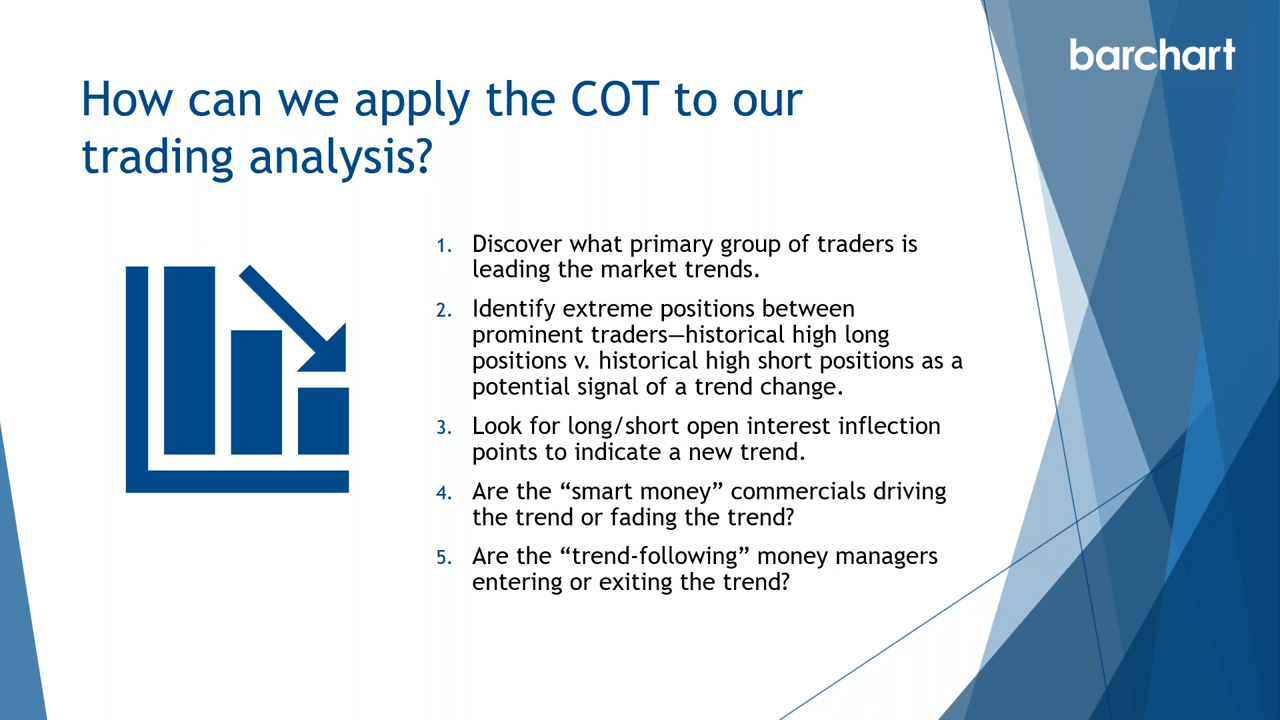 barchart
How can we apply the COT to our
trading analysis?
1. Discover what primary group of traders is
leading the market trends.
2. Identify extreme positions between
prominent traders—historical high long
positions v. historical high short positions as a
potential signal of a trend change.
3. Look for long/short open interest inflection
points to indicate a new trend.
4. Are the “smart money” commercials driving
the trend or fading the trend?
5. Are the “trend-following” money managers
entering or exiting the trend?